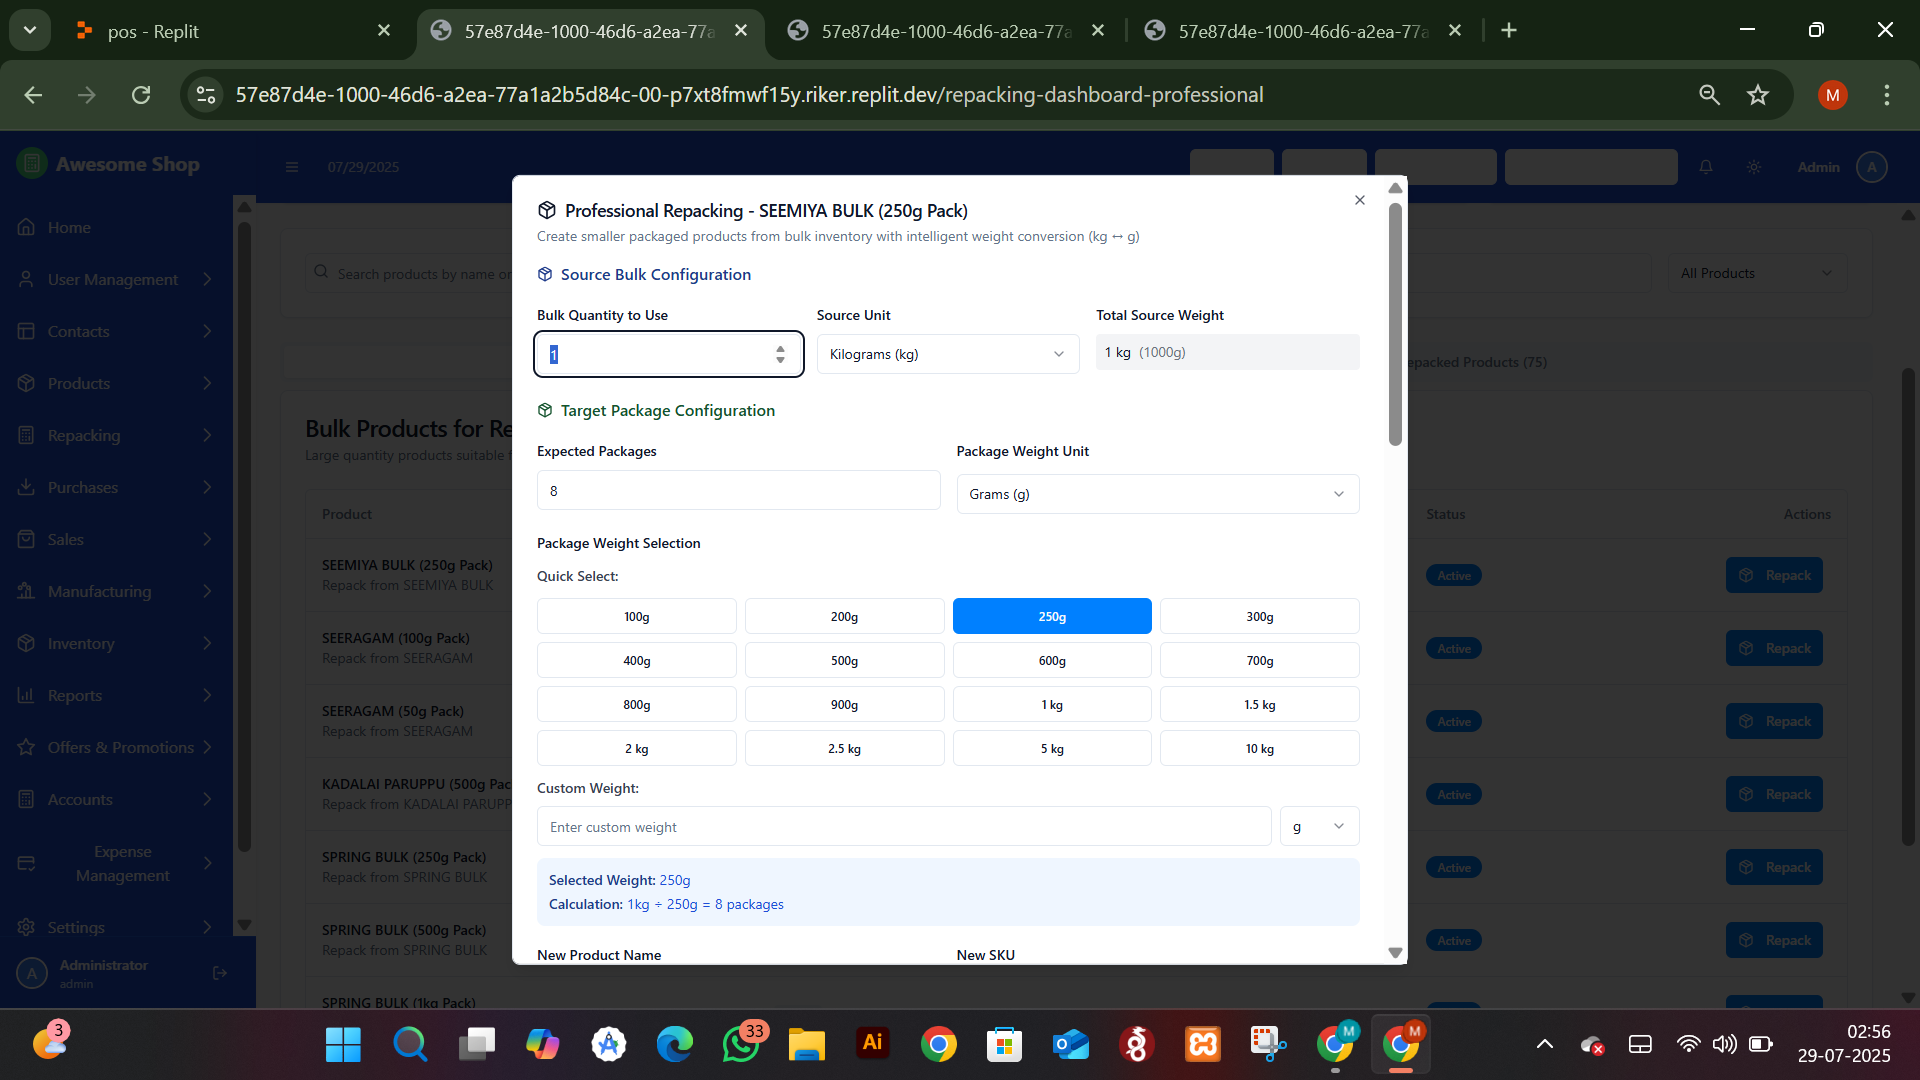 pos - Replit
57e87d4e-1000-46d6-a2ea-77a
57e87d4e-1000-46d6-a2ea-77a
57e87d4e-1000-46d6-a2ea-77a
57e87d4e-1000-46d6-a2ea-77a1a2b5d84c-00-p7xt8fmwf15y.riker.replit.dev/repacking-dashboard-professional
M
Awesome Shop
07/29/2025
Admin
A
Home
User Management
Contacts
Products
Repacking
Purchases
Sales
Manufacturing
Inventory
Reports
Offers & Promotions
Accounts
Expense
Management
Settings
A
Administrator
admin
Search products by name or
All Products
epacked Products (75)
Bulk Products for Re
Large quantity products suitable f
Product
Status
Actions
SEEMIYA BULK (250g Pack)
Repack from SEEMIYA BULK
Active
Repack
SEERAGAM (100g Pack)
Repack from SEERAGAM
Active
Repack
SEERAGAM (50g Pack)
Repack from SEERAGAM
Active
Repack
KADALAI PARUPPU (500g Pac
Repack from KADALAI PARUPP
Active
Repack
SPRING BULK (250g Pack)
Repack from SPRING BULK
Active
Repack
SPRING BULK (500g Pack)
Repack from SPRING BULK
Active
Repack
SPRING BULK (1kg Pack)
Professional Repacking - SEEMIYA BULK (250g Pack)
Create smaller packaged products from bulk inventory with intelligent weight conversion (kg ↔ g)
Source Bulk Configuration
Bulk Quantity to Use
Source Unit
Total Source Weight
1
Kilograms (kg)
1 kg (1000g)
Target Package Configuration
Expected Packages
Package Weight Unit
8
Grams (g)
Package Weight Selection
Quick Select:
100g
200g
250g
300g
400g
500g
600g
700g
800g
900g
1 kg
1.5 kg
2 kg
2.5 kg
5 kg
10 kg
Custom Weight:
Enter custom weight
g
Selected Weight: 250g
Calculation: 1kg ÷ 250g = 8 packages
New Product Name
New SKU
3
33
Ai
M
M
02:56
29-07-2025